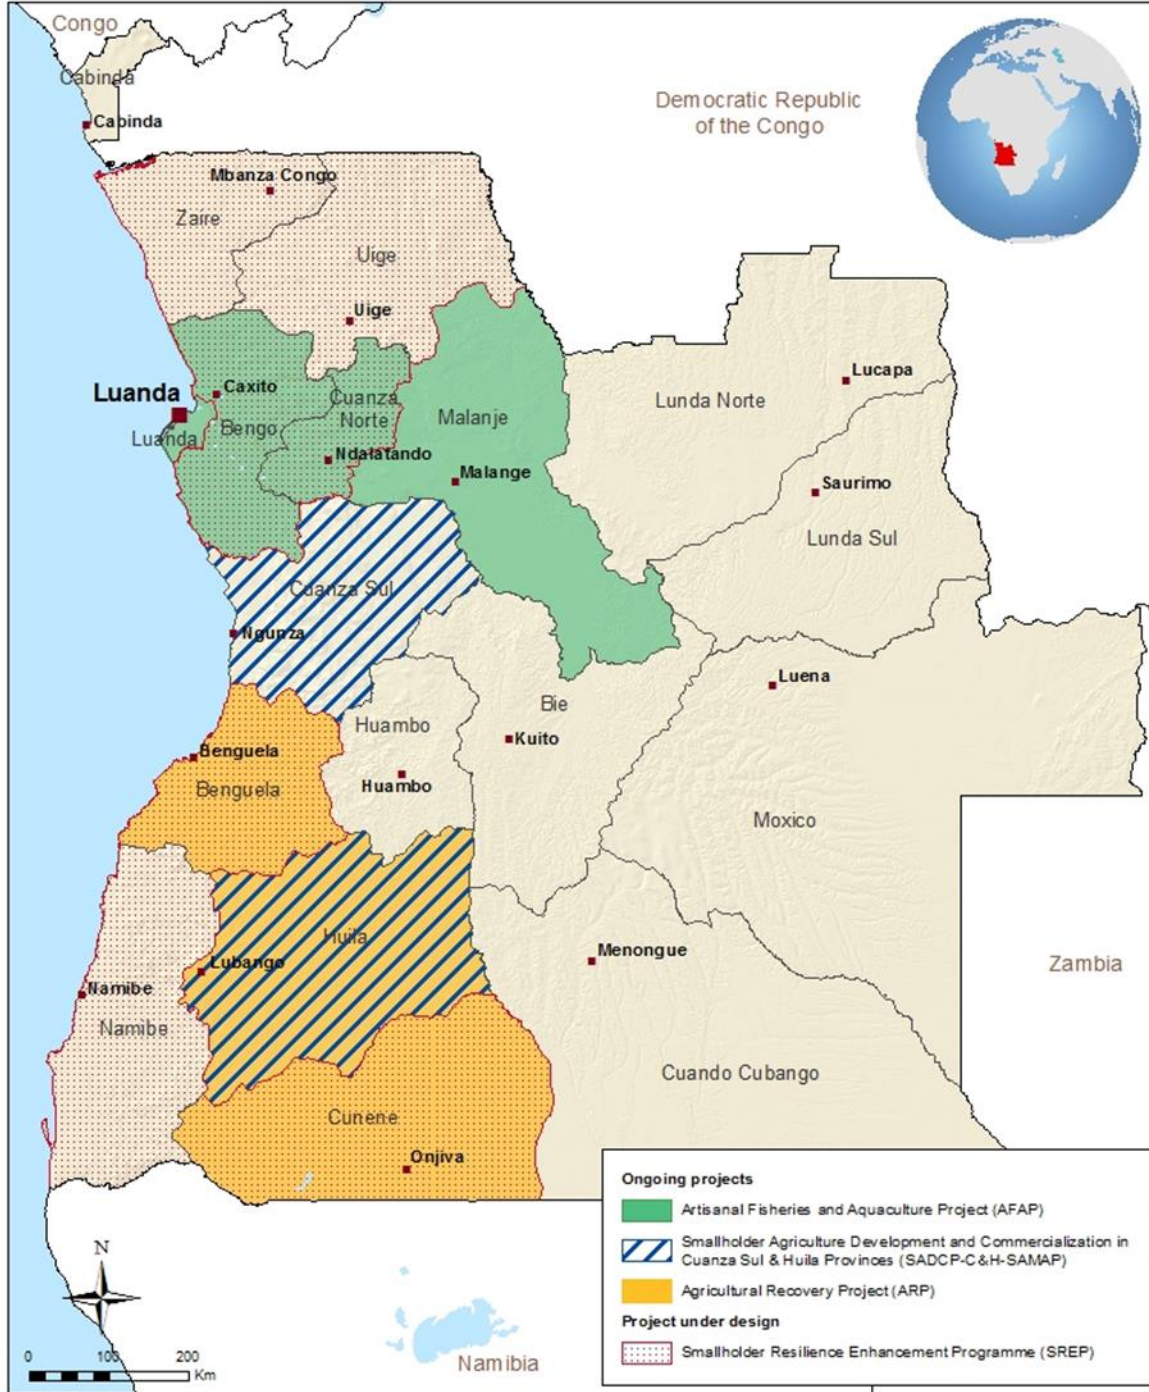 Congo
Cabinda
Cabinda
Democratic Republic
of the Congo
Mbanza Congo
Zaire
Uige
Uige
Luanda
Caxito
Luanda
Bengo
Cuanza
Norte
Ndalatando
Malanje
Malange
Lunda Norte
Lucapa
Saurimo
Lunda Sul
Cuanza Sul
Ngunza
Luena
Bie
Huambo
Kuito
Huambo
Benguela
Benguela
Moxico
Huila
Lubango
Menongue
Zambia
Namibe
Namibe
Cuando Cubango
Cunene
Onjiva
Namibia
N
0 100 200
Km
Ongoing projects
Artisanal Fisheries and Aquaculture Project (AFAP)
Smallholder Agriculture Development and Commercialization in
Cuanza Sul & Huila Provinces (SADCP-C&H-SAMAP)
Agricultural Recovery Project (ARP)
Project under design
Smallholder Resilience Enhancement Programme (SREP)